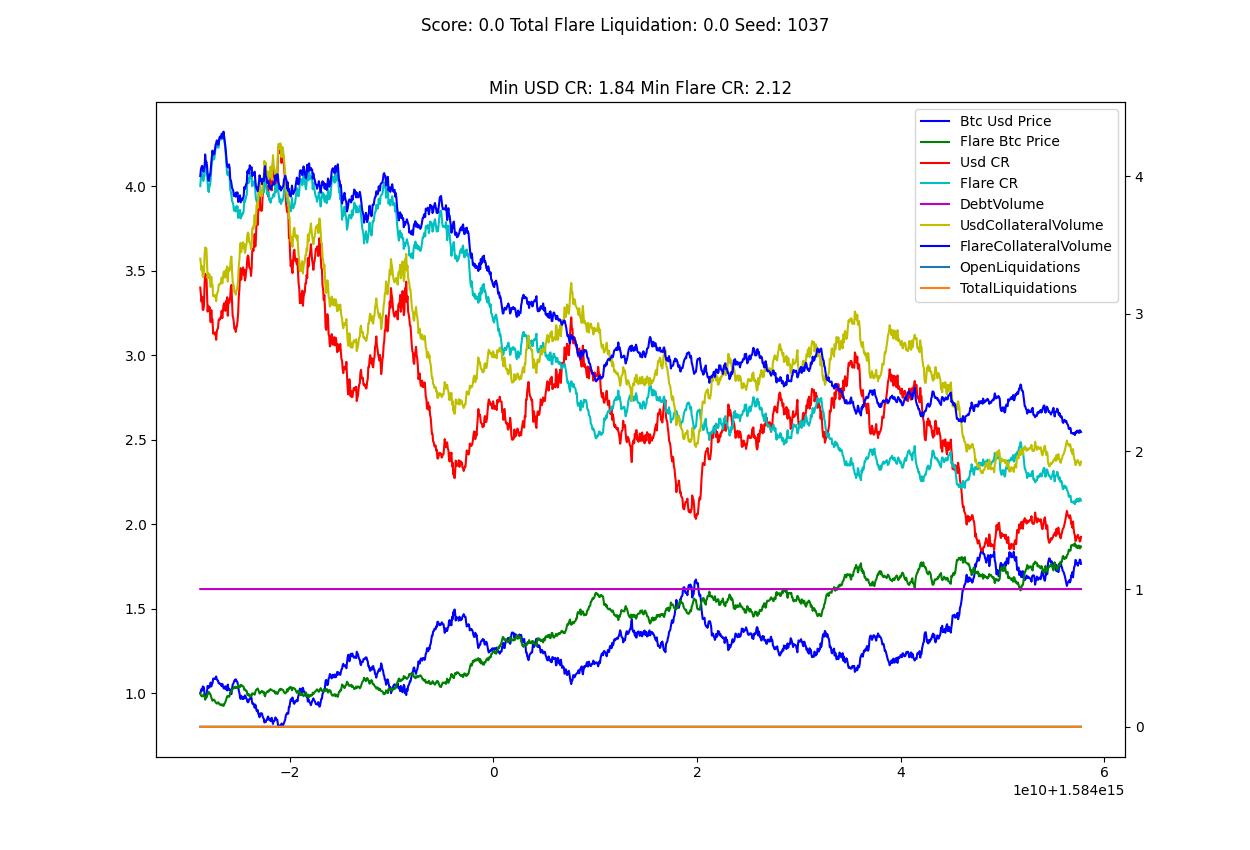 Score: 0.0 Total Flare Liquidation: 0.0 Seed: 1037
Min USD CR: 1.84 Min Flare CR: 2.12
Btc Usd Price
Flare Btc Price
Usd CR
Flare CR
DebtVolume
UsdCollateralVolume
FlareCollateralVolume
OpenLiquidations
TotalLiquidations
4.0
3.5
3.0
2.5
2.0
1.5
1.0
4
3
2
1
0
−2
0
2
4
6
1e10+1.584e15